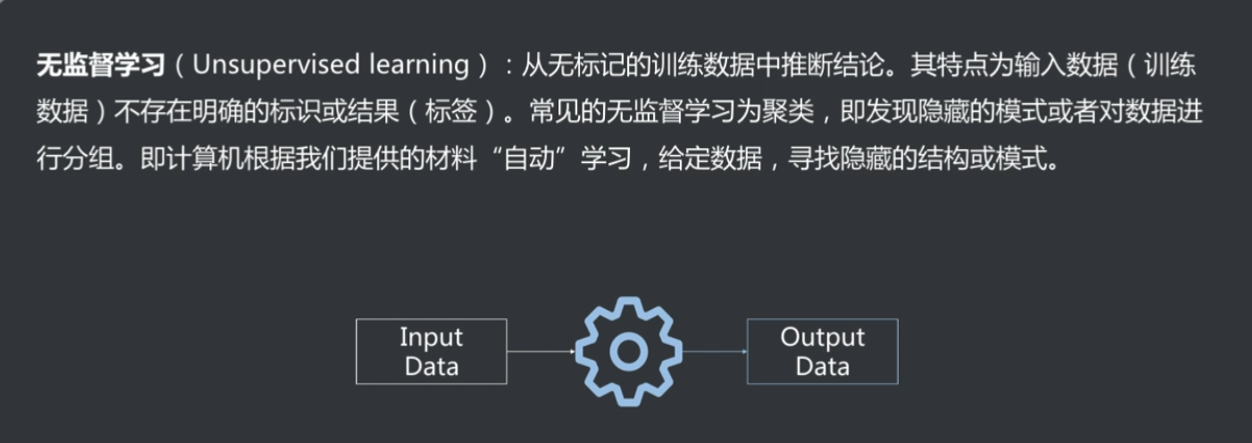 无监督学习（Unsupervised learning）：从无标记的训练数据中推断结论。其特点为输入数据（训练
数据）不存在明确的标识或结果（标签）。常见的无监督学习为聚类，即发现隐藏的模式或者对数据进
行分组。即计算机根据我们提供的材料“自动”学习，给定数据，寻找隐藏的结构或模式。
Input
Data
Output
Data